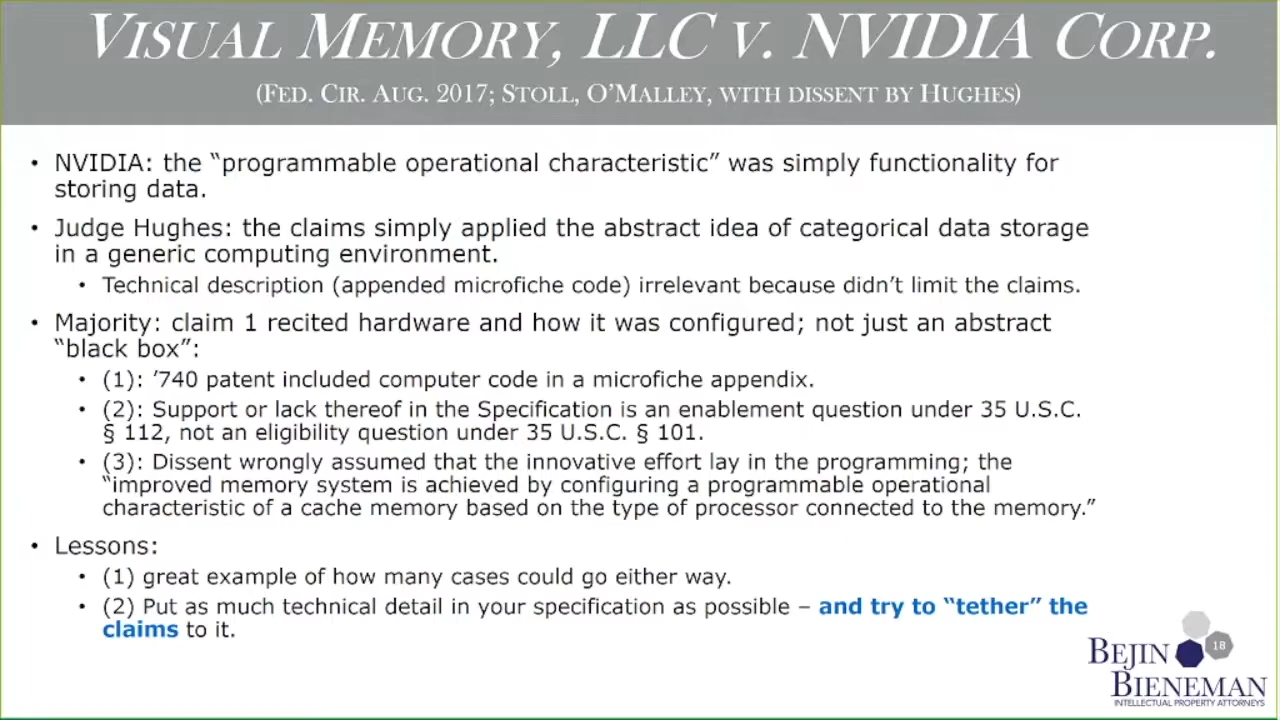 VISUAL MEMORY, LLC V. NVIDIA CORP.
(FED. CIR. AUG. 2017; STOLL, O'MALLEY, WITH DISSENT BY HUGHES)
• NVIDIA: the “programmable operational characteristic” was simply functionality for
storing data.
• Judge Hughes: the claims simply applied the abstract idea of categorical data storage
in a generic computing environment.
• Technical description (appended microfiche code) irrelevant because didn’t limit the claims.
• Majority: claim 1 recited hardware and how it was configured; not just an abstract
“black box”:
• (1): ’740 patent included computer code in a microfiche appendix.
• (2): Support or lack thereof in the Specification is an enablement question under 35 U.S.C.
§ 112, not an eligibility question under 35 U.S.C. § 101.
• (3): Dissent wrongly assumed that the innovative effort lay in the programming; the
“improved memory system is achieved by configuring a programmable operational
characteristic of a cache memory based on the type of processor connected to the memory.”
• Lessons:
• (1) great example of how many cases could go either way.
• (2) Put as much technical detail in your specification as possible – and try to “tether” the
claims to it.
18
BEJIN
BIENEMAN
INTELLECTUAL PROPERTY ATTORNEYS